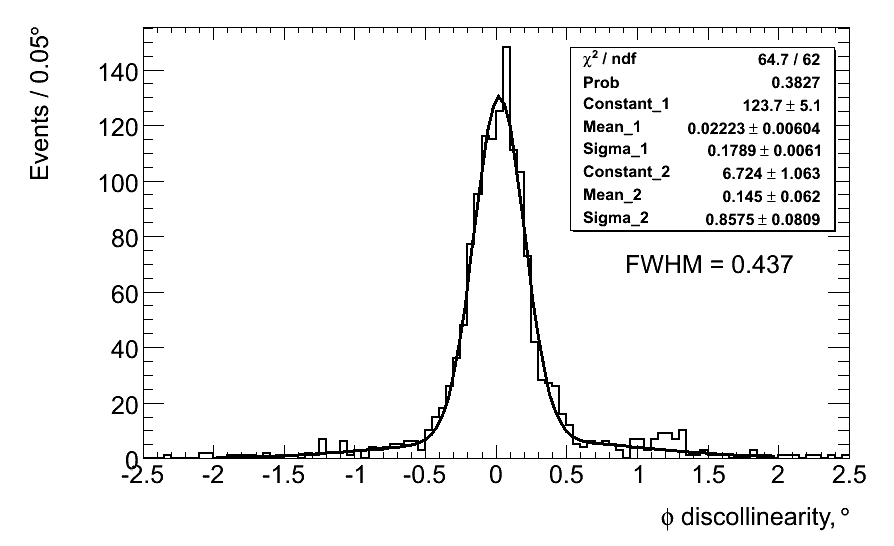 Events / 0.05°
140
120
100
80
60
40
20
0
-2.5 -2 -1.5 -1 -0.5 0 0.5 1 1.5 2 2.5
ϕ discollinearity, °
χ² / ndf 64.7 / 62
Prob 0.3827
Constant_1 123.7 ± 5.1
Mean_1 0.02223 ± 0.00604
Sigma_1 0.1789 ± 0.0061
Constant_2 6.724 ± 1.063
Mean_2 0.145 ± 0.062
Sigma_2 0.8575 ± 0.0809
FWHM = 0.437